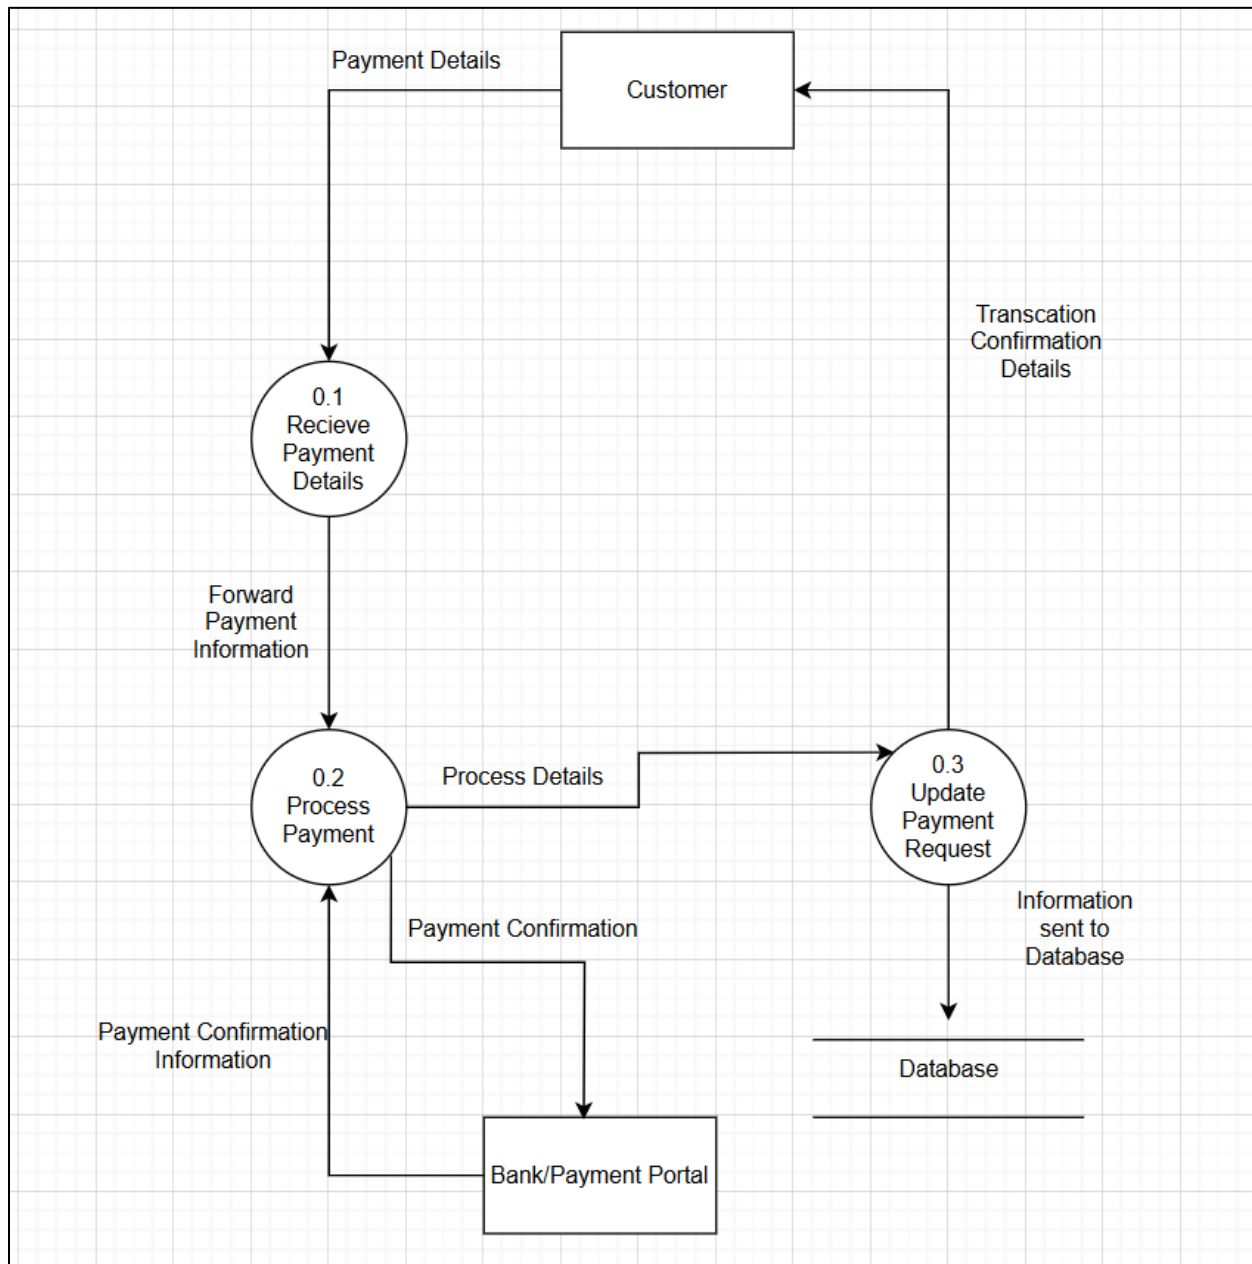 Payment Details
Customer
Transcation
Confirmation
Details
0.1
Recieve
Payment
Details
Forward
Payment
Information
0.2
Process
Payment
Process Details
0.3
Update
Payment
Request
Payment Confirmation
Information
sent to
Database
Payment Confirmation
Information
Database
Bank/Payment Portal